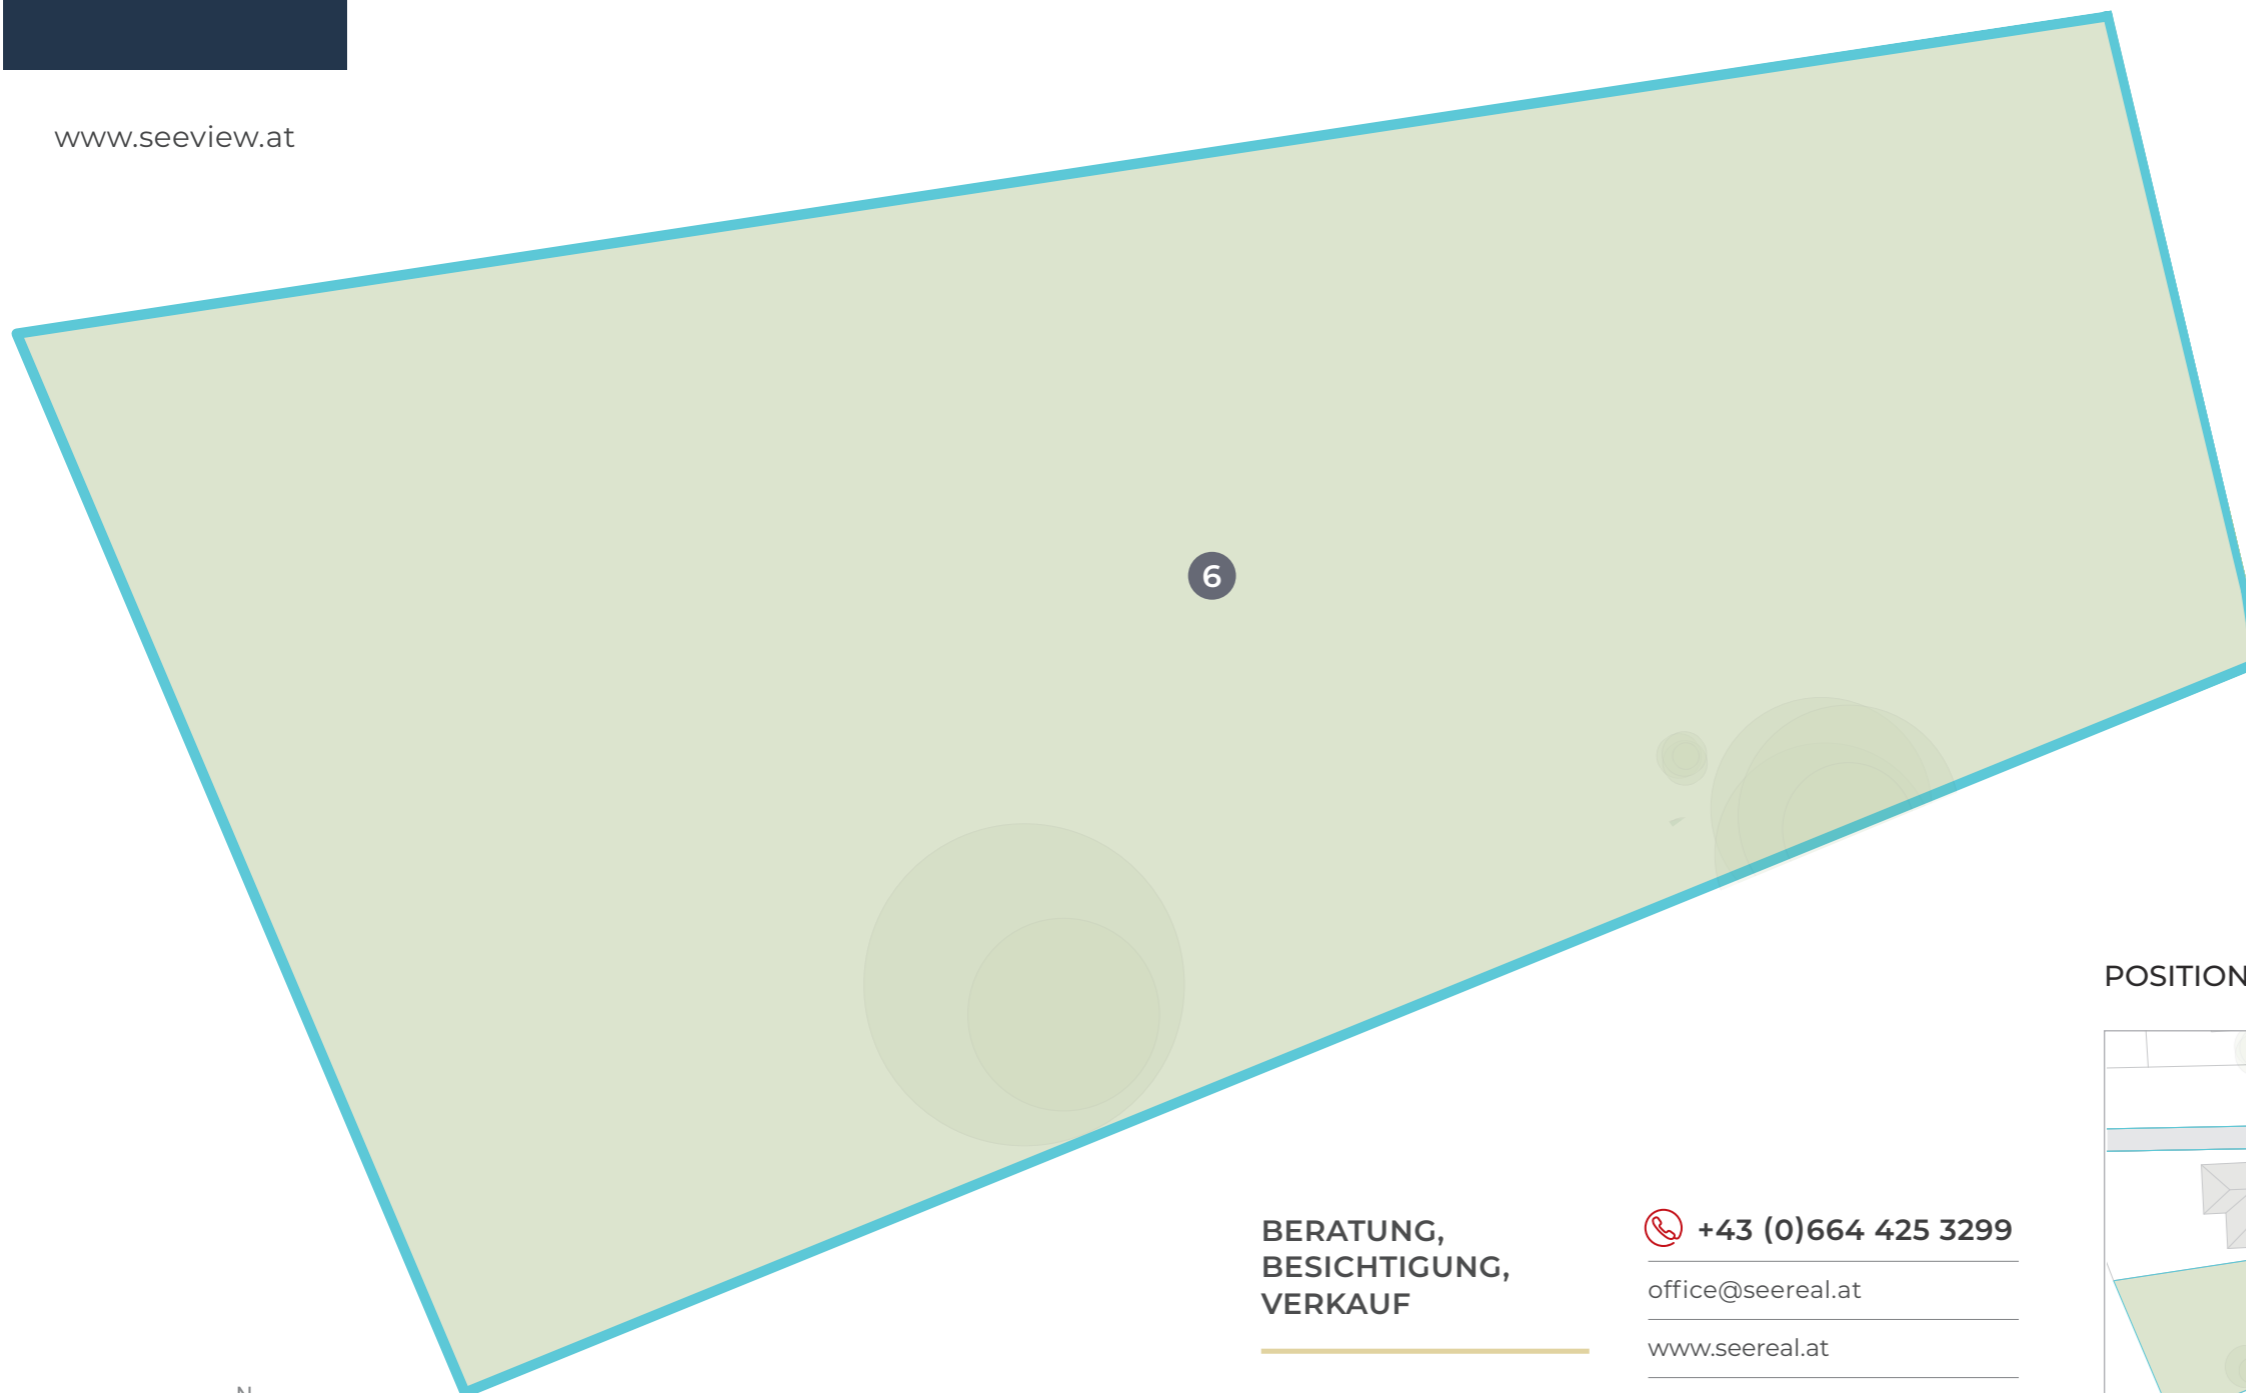 www.seeview.at
6
POSITION
BERATUNG,
BESICHTIGUNG,
VERKAUF
+43 (0)664 425 3299
office@seereal.at
www.seereal.at
N